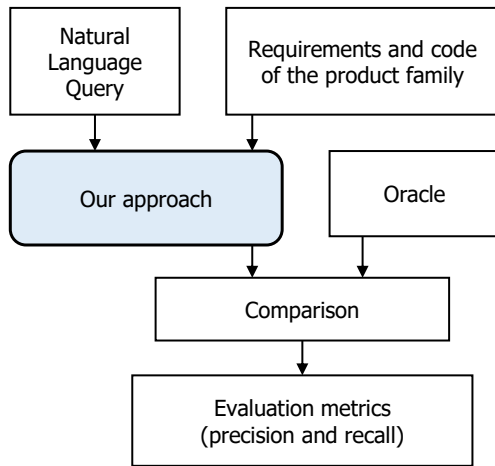 Natural
Language
Query
Requirements and code
of the product family
Our approach
Oracle
Comparison
Evaluation metrics
(precision and recall)